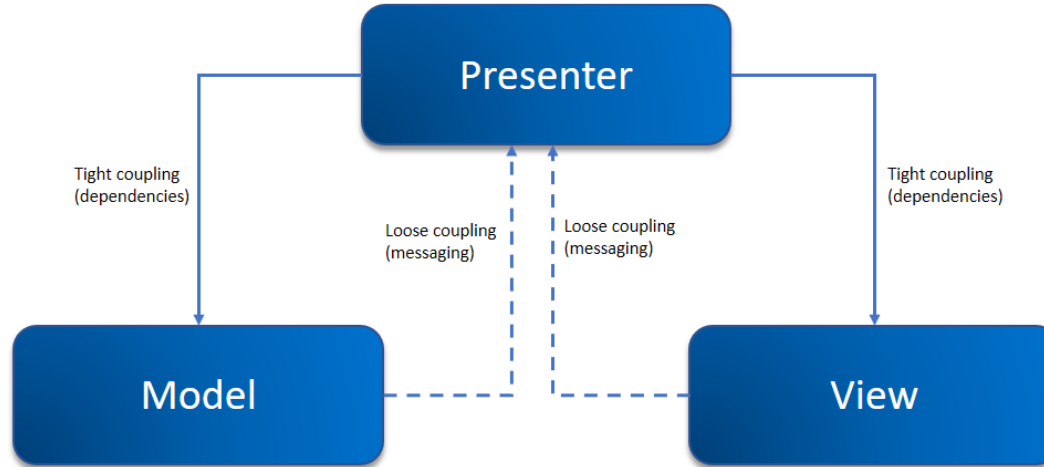 Presenter
Tight coupling
(dependencies)
Tight coupling
(dependencies)
Loose coupling
(messaging)
Loose coupling
(messaging)
Model
View